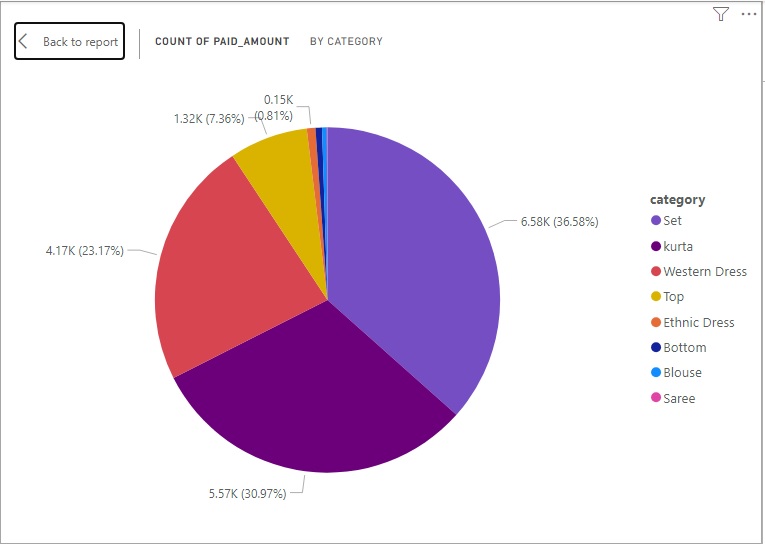 Back to report
COUNT OF PAID_AMOUNT
BY CATEGORY
0.15K
(0.81%)
1.32K (7.36%)
4.17K (23.17%)
6.58K (36.58%)
5.57K (30.97%)
category
Set
kurta
Western Dress
Top
Ethnic Dress
Bottom
Blouse
Saree